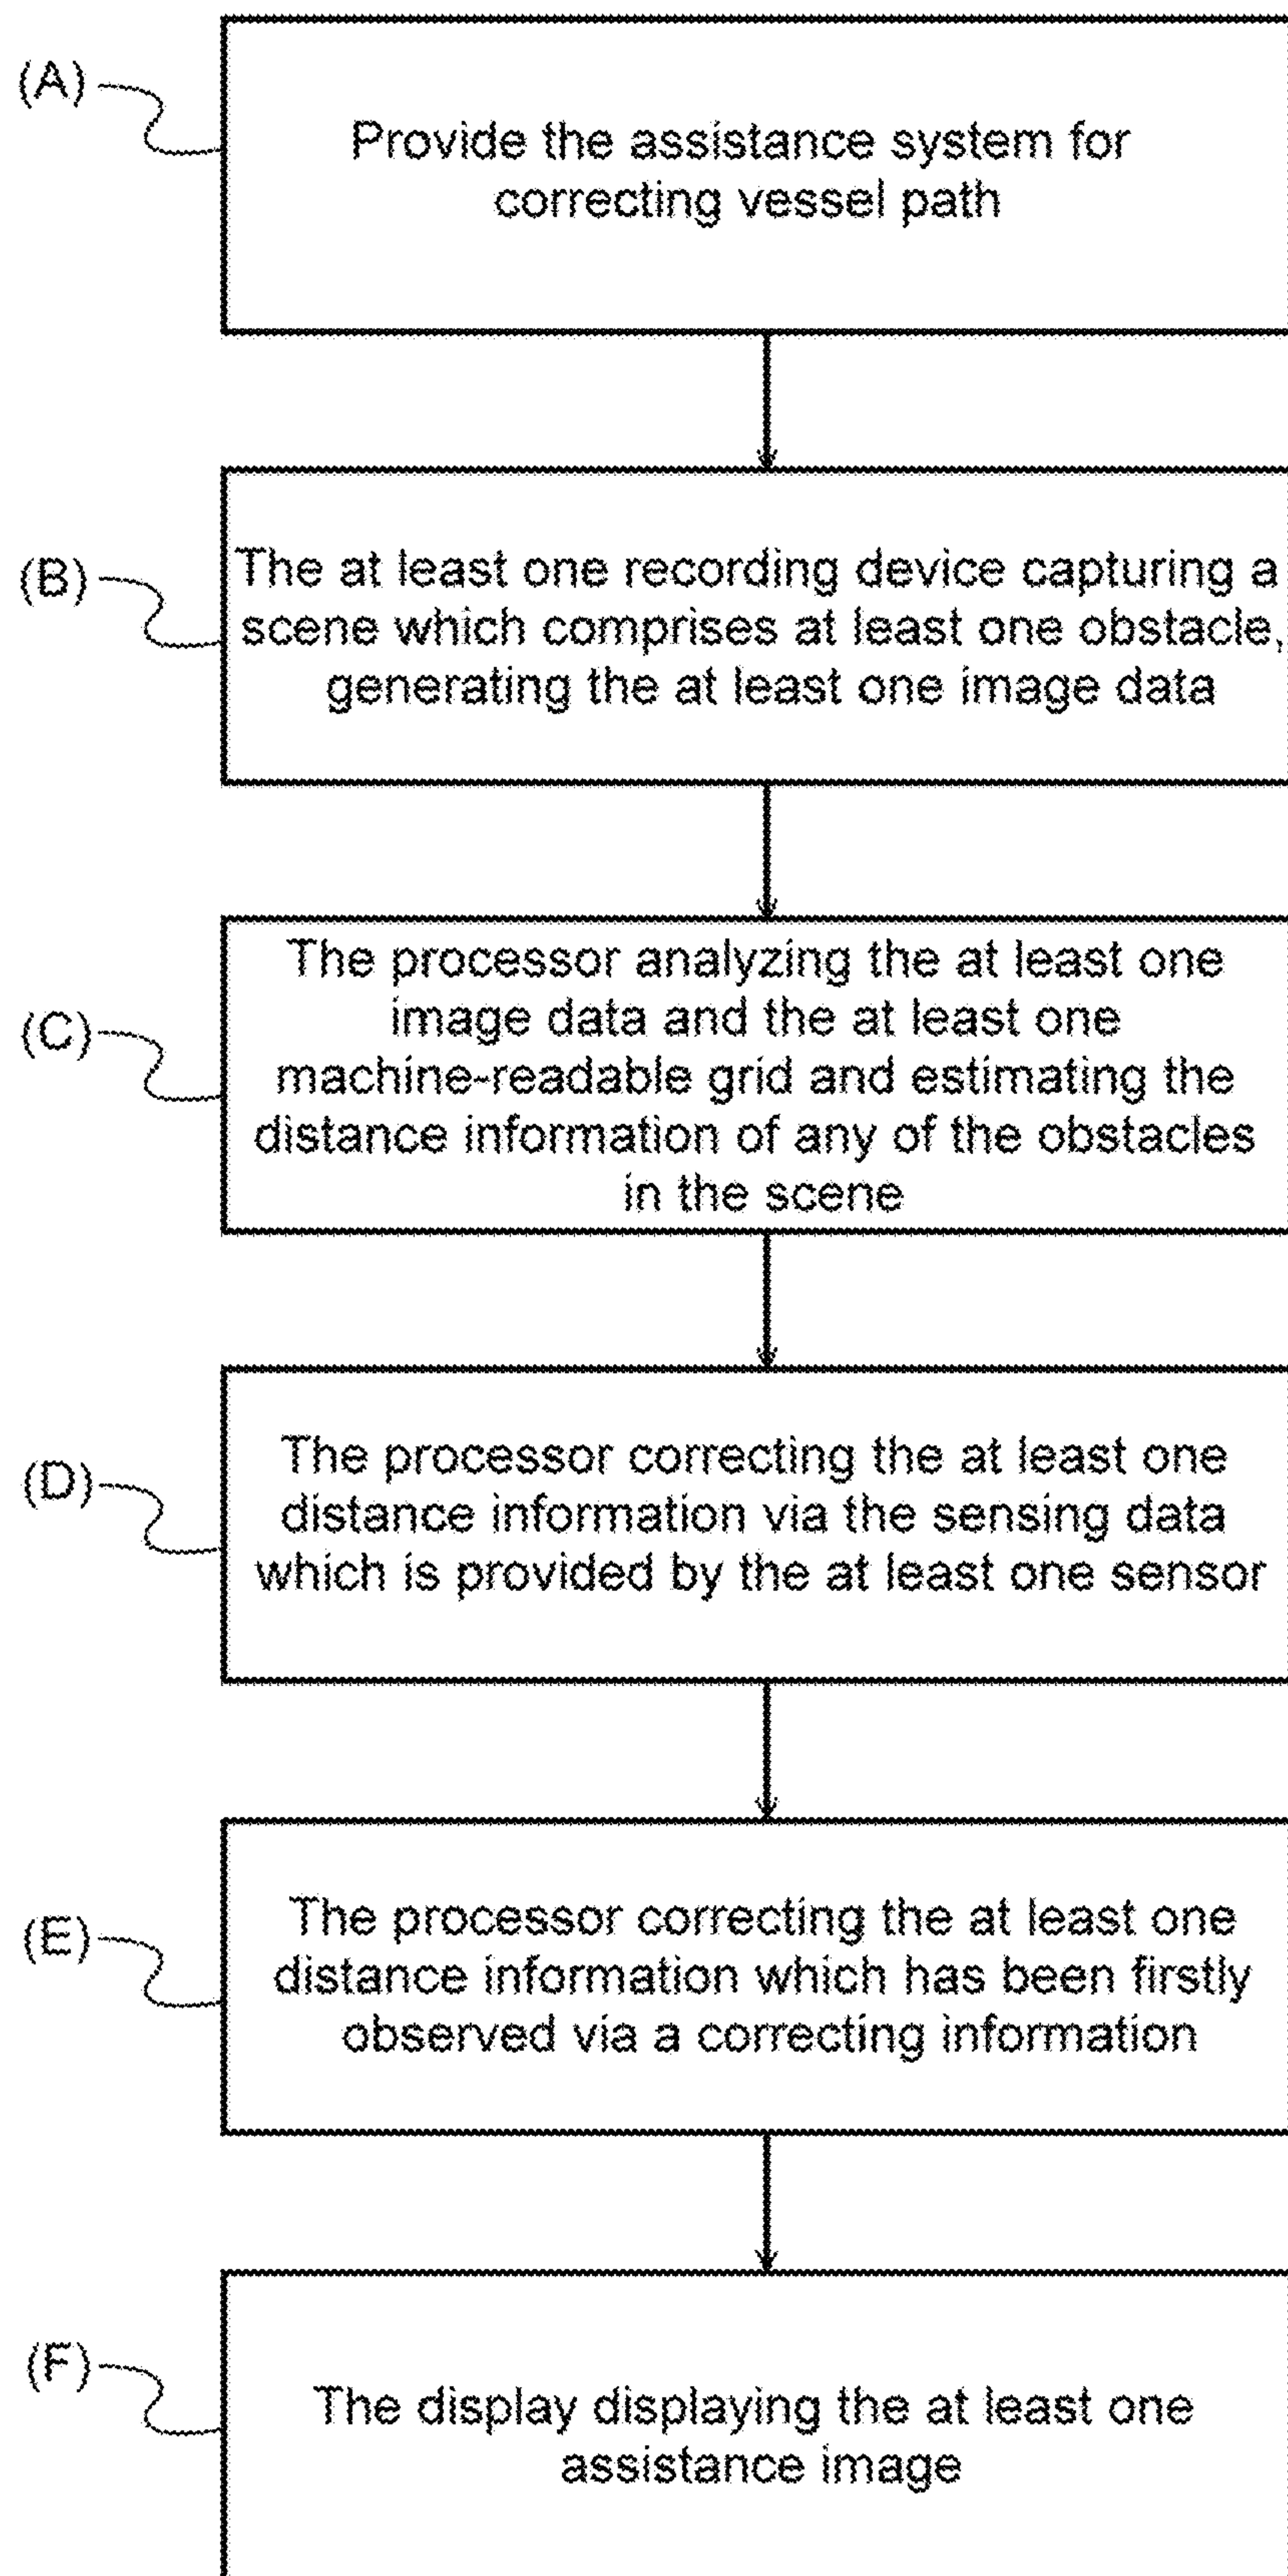 (A)
Provide the assistance system for
correcting vessel path
(B)
The at least one recording device capturing a
scene which comprises at least one obstacle,
generating the at least one image data
(C)
The processor analyzing the at least one
image data and the at least one
machine-readable grid and estimating the
distance information of any of the obstacles
in the scene
(D)
The processor correcting the at least one
distance information via the sensing data
which is provided by the at least one sensor
(E)
The processor correcting the at least one
distance information which has been firstly
observed via a correcting information
(F)
The display displaying the at least one
assistance image